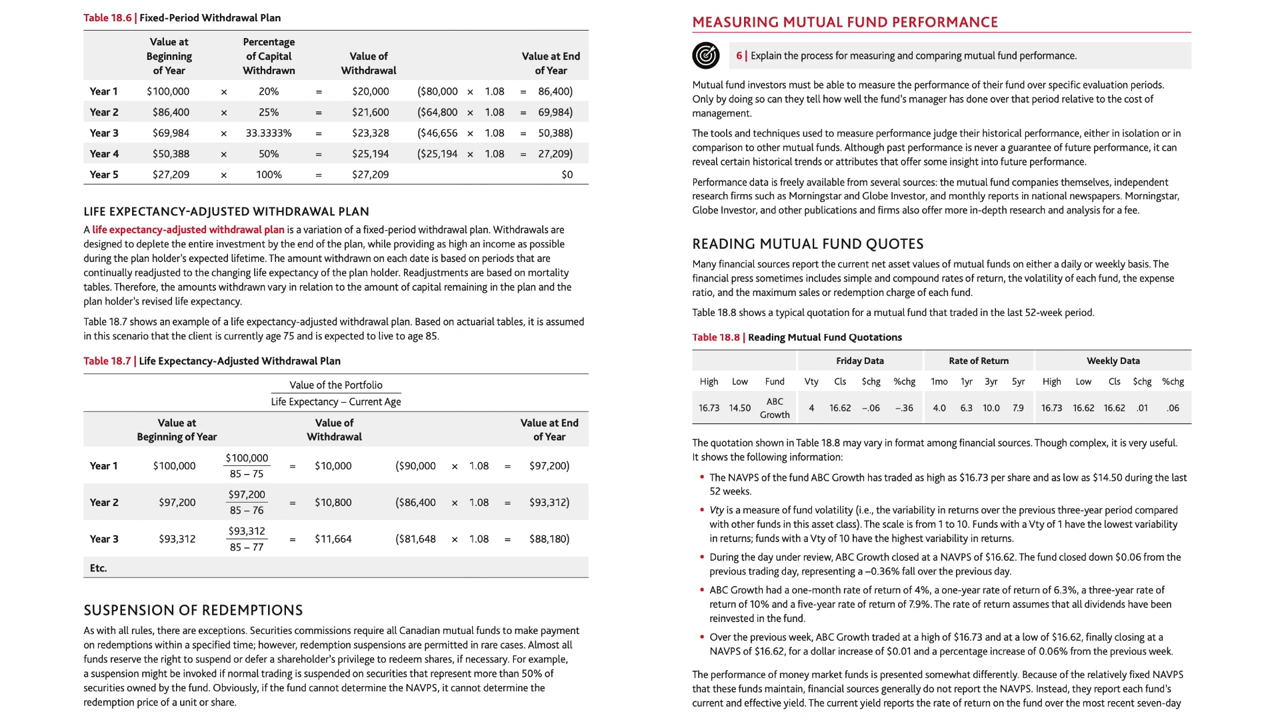 Table 18.6 | Fixed-Period Withdrawal Plan
Value at Beginning of Year Percentage of Capital Withdrawn Value of Withdrawal Value at End of Year
Year 1 $100,000 × 20% = $20,000 ($80,000 × 1.08 = 86,400)
Year 2 $86,400 × 25% = $21,600 ($64,800 × 1.08 = 69,984)
Year 3 $69,984 × 33.3333% = $23,328 ($46,656 × 1.08 = 50,388)
Year 4 $50,388 × 50% = $25,194 ($25,194 × 1.08 = 27,209)
Year 5 $27,209 × 100% = $27,209 $0
LIFE EXPECTANCY-ADJUSTED WITHDRAWAL PLAN
A life expectancy-adjusted withdrawal plan is a variation of a fixed-period withdrawal plan. Withdrawals are
designed to deplete the entire investment by the end of the plan, while providing as high an income as possible
during the plan holder's expected lifetime. The amount withdrawn on each date is based on periods that are
continually readjusted to the changing life expectancy of the plan holder. Readjustments are based on mortality
tables. Therefore, the amounts withdrawn vary in relation to the amount of capital remaining in the plan and the
plan holder's revised life expectancy.
Table 18.7 shows an example of a life expectancy-adjusted withdrawal plan. Based on actuarial tables, it is assumed
in this scenario that the client is currently age 75 and is expected to live to age 85.
Table 18.7 | Life Expectancy-Adjusted Withdrawal Plan
Value of the Portfolio
Life Expectancy – Current Age
Value at Beginning of Year Value of Withdrawal Value at End of Year
Year 1 $100,000 $100,000 / 85 – 75 = $10,000 ($90,000 × 1.08 = $97,200)
Year 2 $97,200 $97,200 / 85 – 76 = $10,800 ($86,400 × 1.08 = $93,312)
Year 3 $93,312 $93,312 / 85 – 77 = $11,664 ($81,648 × 1.08 = $88,180)
Etc.
SUSPENSION OF REDEMPTIONS
As with all rules, there are exceptions. Securities commissions require all Canadian mutual funds to make payment
on redemptions within a specified time; however, redemption suspensions are permitted in rare cases. Almost all
funds reserve the right to suspend or defer a shareholder's privilege to redeem shares, if necessary. For example,
a suspension might be invoked if normal trading is suspended on securities that represent more than 50% of
securities owned by the fund. Obviously, if the fund cannot determine the NAVPS, it cannot determine the
redemption price of a unit or share.
MEASURING MUTUAL FUND PERFORMANCE
6 | Explain the process for measuring and comparing mutual fund performance.
Mutual fund investors must be able to measure the performance of their fund over specific evaluation periods.
Only by doing so can they tell how well the fund's manager has done over that period relative to the cost of
management.
The tools and techniques used to measure performance judge their historical performance, either in isolation or in
comparison to other mutual funds. Although past performance is never a guarantee of future performance, it can
reveal certain historical trends or attributes that offer some insight into future performance.
Performance data is freely available from several sources: the mutual fund companies themselves, independent
research firms such as Morningstar and Globe Investor, and monthly reports in national newspapers. Morningstar,
Globe Investor, and other publications and firms also offer more in-depth research and analysis for a fee.
READING MUTUAL FUND QUOTES
Many financial sources report the current net asset values of mutual funds on either a daily or weekly basis. The
financial press sometimes includes simple and compound rates of return, the volatility of each fund, the expense
ratio, and the maximum sales or redemption charge of each fund.
Table 18.8 shows a typical quotation for a mutual fund that traded in the last 52-week period.
Table 18.8 | Reading Mutual Fund Quotations
Friday Data Rate of Return Weekly Data
High Low Fund Vty Cls $chg %chg 1mo 1yr 3yr 5yr High Low Cls $chg %chg
16.73 14.50 ABC Growth 4 16.62 –.06 –.36 4.0 6.3 10.0 7.9 16.73 16.62 16.62 .01 .06
The quotation shown in Table 18.8 may vary in format among financial sources. Though complex, it is very useful.
It shows the following information:
• The NAVPS of the fund ABC Growth has traded as high as $16.73 per share and as low as $14.50 during the last
52 weeks.
• Vty is a measure of fund volatility (i.e., the variability in returns over the previous three-year period compared
with other funds in this asset class). The scale is from 1 to 10. Funds with a Vty of 1 have the lowest variability
in returns; funds with a Vty of 10 have the highest variability in returns.
• During the day under review, ABC Growth closed at a NAVPS of $16.62. The fund closed down $0.06 from the
previous trading day, representing a –0.36% fall over the previous day.
• ABC Growth had a one-month rate of return of 4%, a one-year rate of return of 6.3%, a three-year rate of
return of 10% and a five-year rate of return of 7.9%. The rate of return assumes that all dividends have been
reinvested in the fund.
• Over the previous week, ABC Growth traded at a high of $16.73 and at a low of $16.62, finally closing at a
NAVPS of $16.62, for a dollar increase of $0.01 and a percentage increase of 0.06% from the previous week.
The performance of money market funds is presented somewhat differently. Because of the relatively fixed NAVPS
that these funds maintain, financial sources generally do not report the NAVPS. Instead, they report each fund's
current and effective yield. The current yield reports the rate of return on the fund over the most recent seven-day